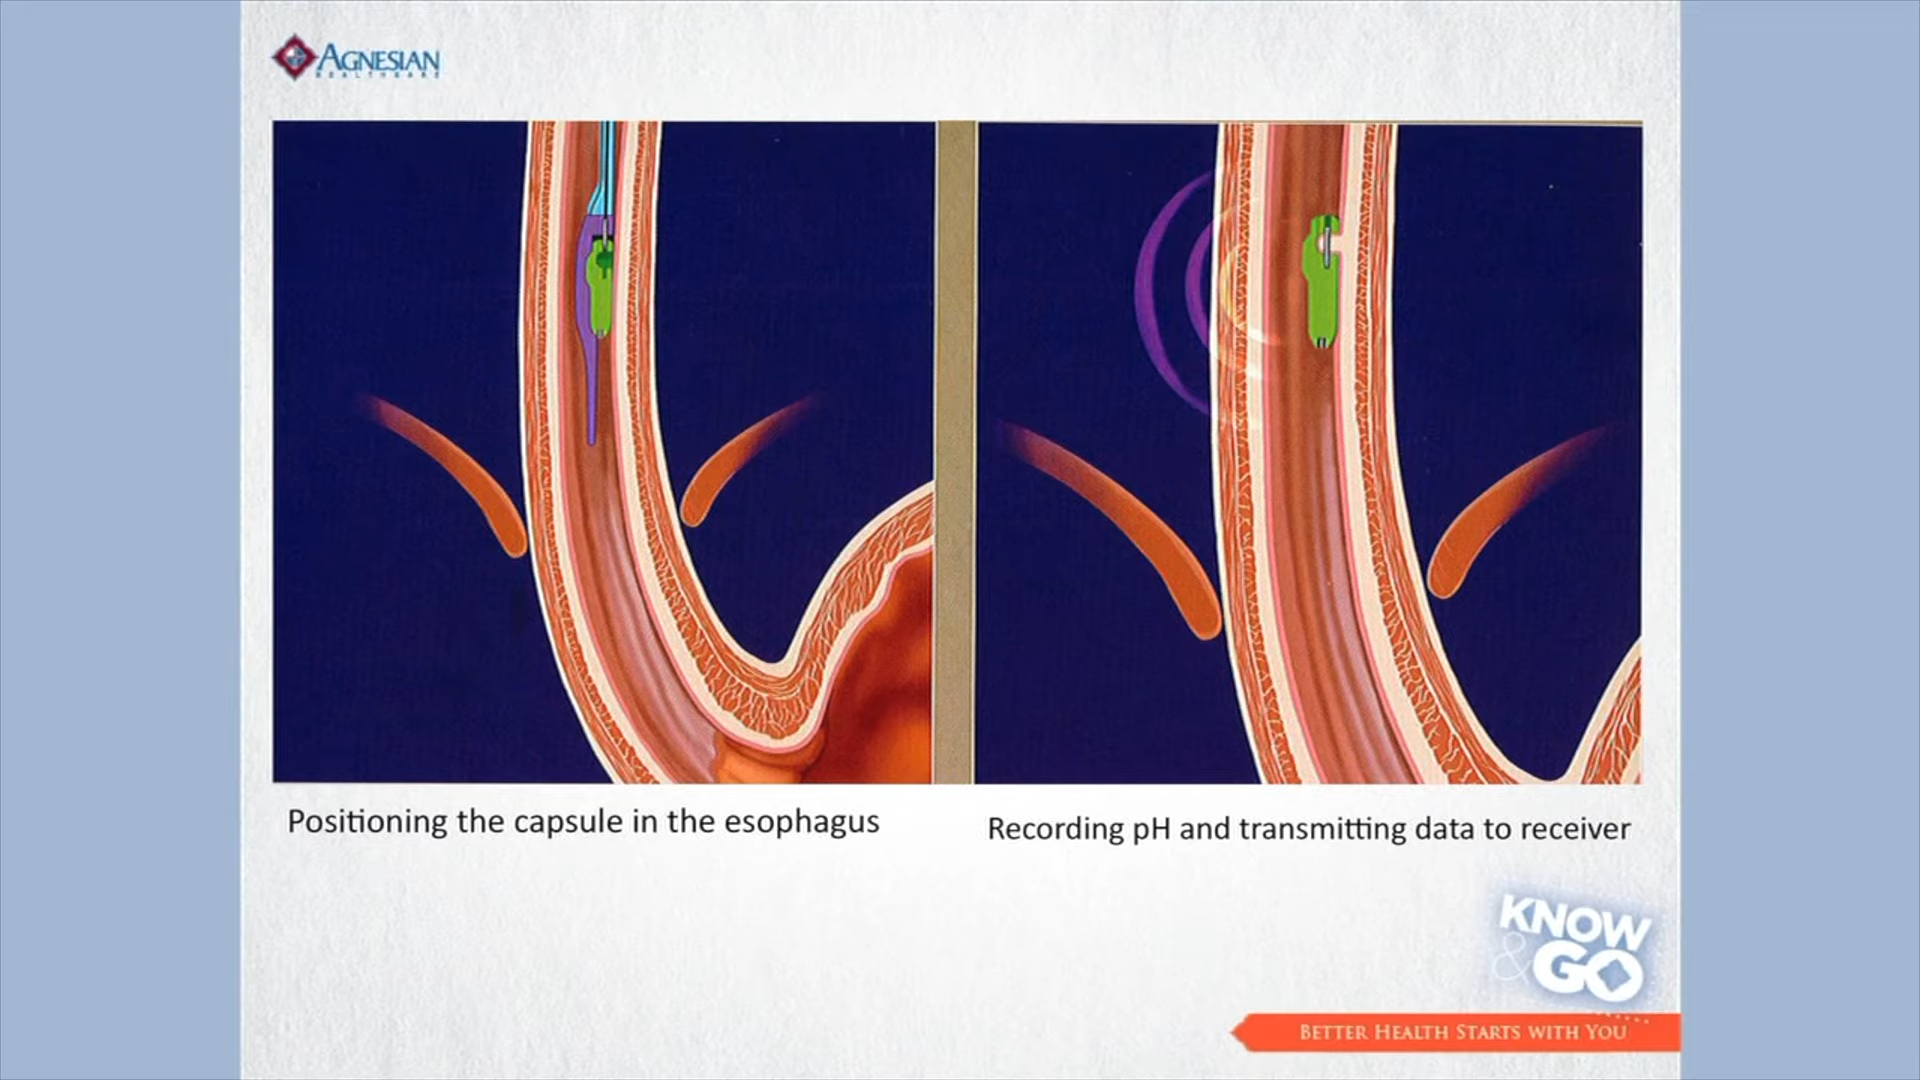 AGNESIAN
HEALTHCARE
Positioning the capsule in the esophagus
Recording pH and transmitting data to receiver
KNOW
& GO
BETTER HEALTH STARTS WITH YOU